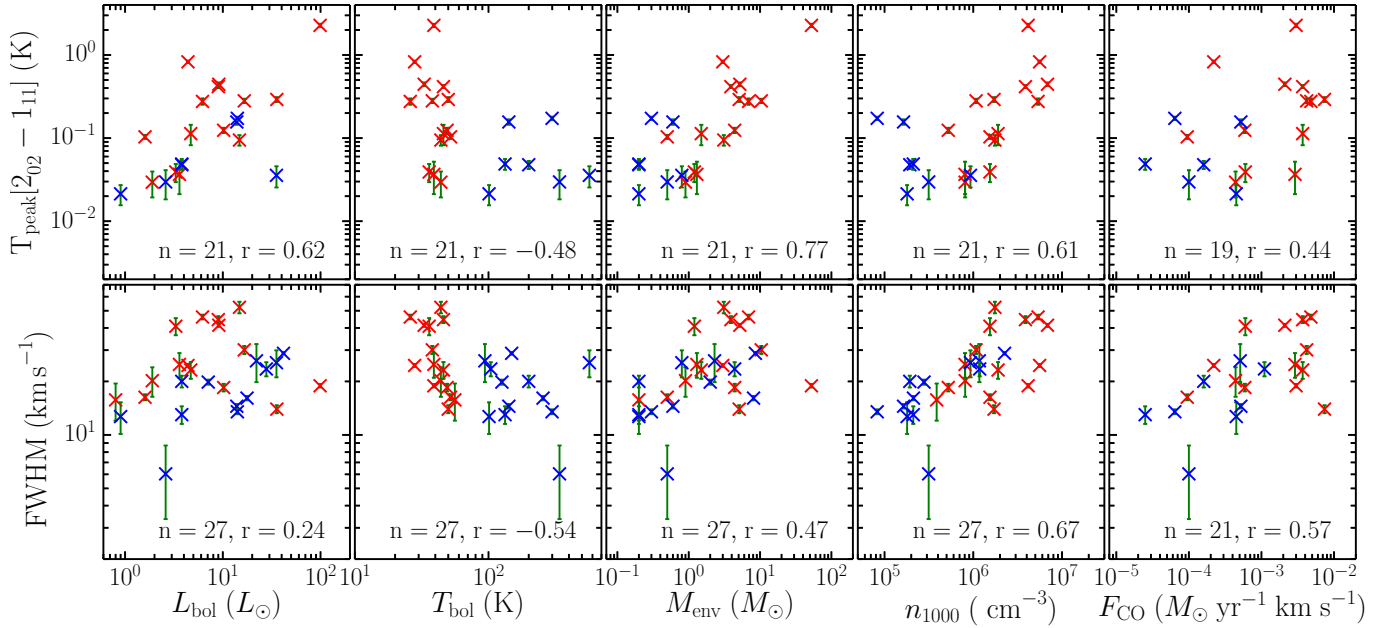 T_peak[2_02 − 1_11] (K)
10^0
10^−1
10^−2
n = 21, r = 0.62
n = 21, r = −0.48
n = 21, r = 0.77
n = 21, r = 0.61
n = 19, r = 0.44
FWHM (km s^−1)
10^1
n = 27, r = 0.24
n = 27, r = −0.54
n = 27, r = 0.47
n = 27, r = 0.67
n = 21, r = 0.57
10^0 10^1 10^2
10^1 10^2
10^−1 10^0 10^1 10^2
10^5 10^6 10^7
10^−5 10^−4 10^−3 10^−2
L_bol (L_⊙)
T_bol (K)
M_env (M_⊙)
n_1000 ( cm^−3)
F_CO (M_⊙ yr^−1 km s^−1)